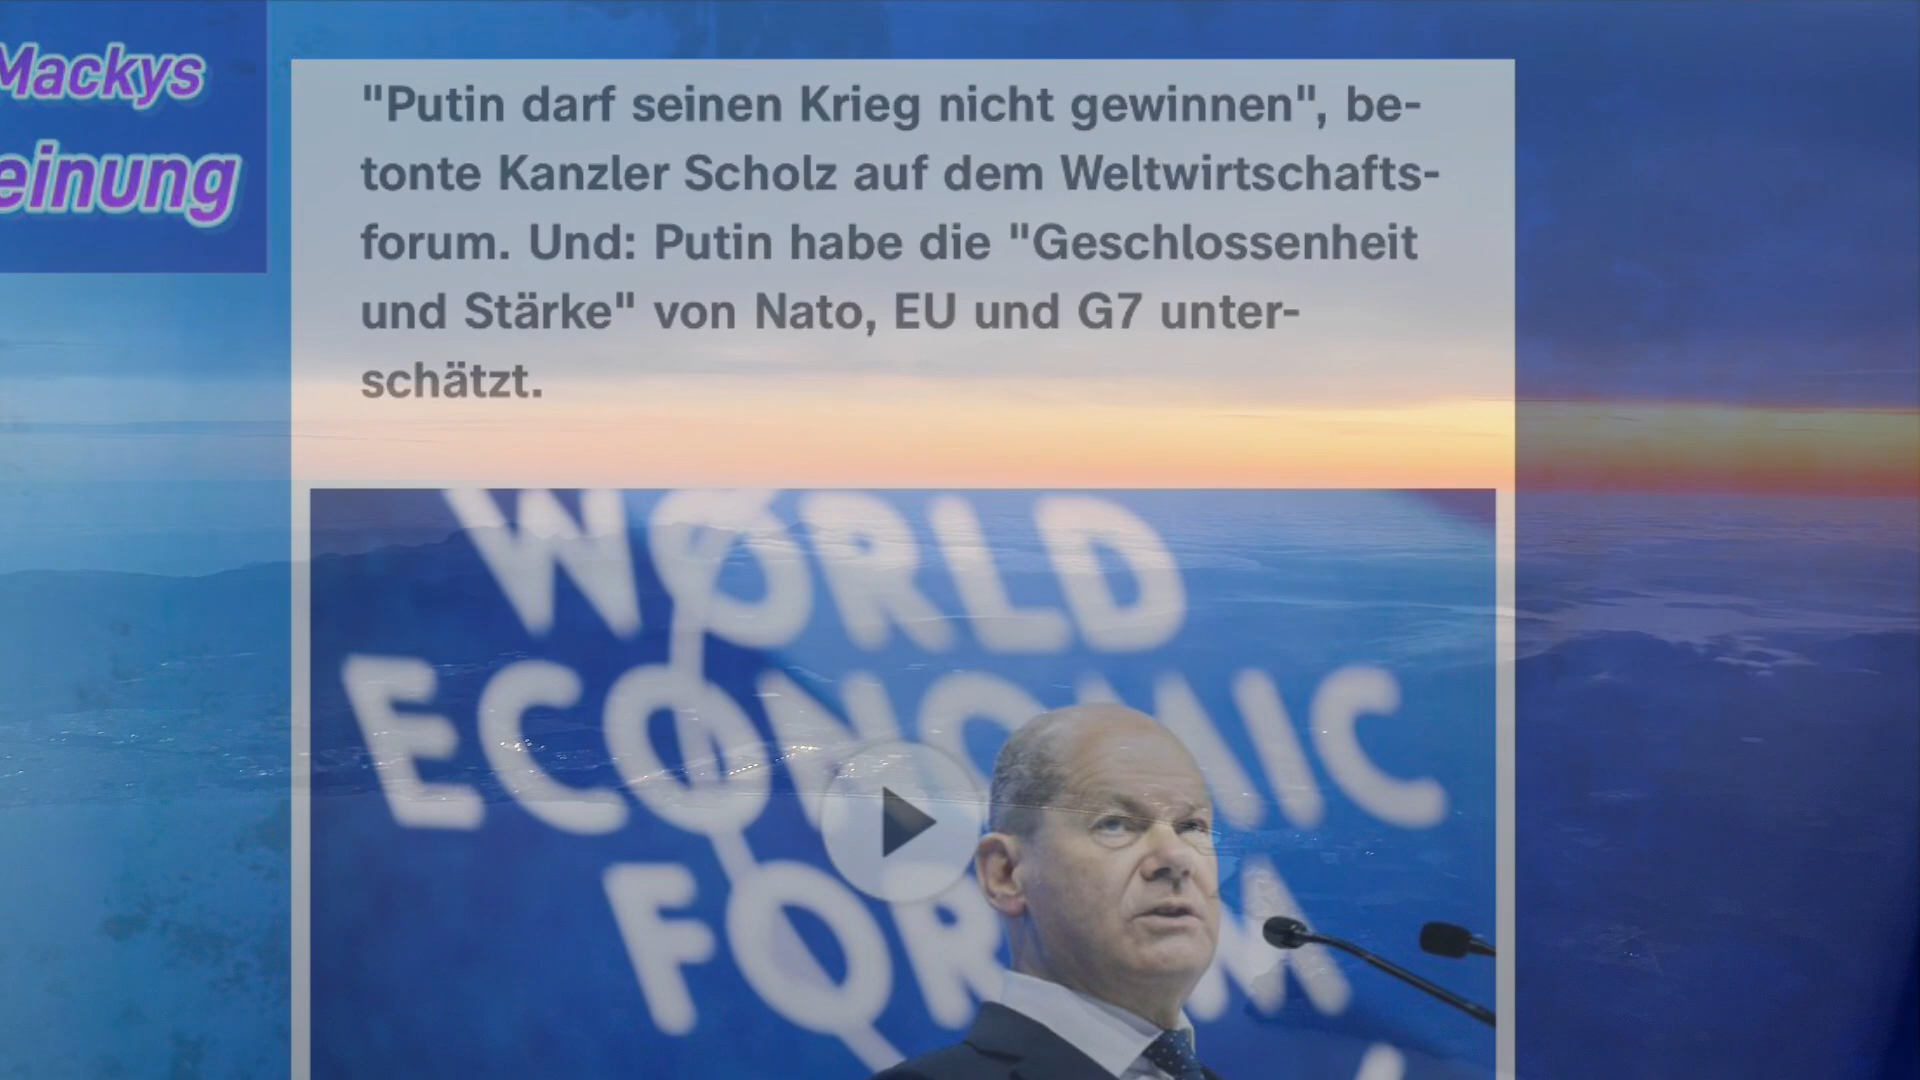 Mackys
einung
"Putin darf seinen Krieg nicht gewinnen", be-
tonte Kanzler Scholz auf dem Weltwirtschafts-
forum. Und: Putin habe die "Geschlossenheit
und Stärke" von Nato, EU und G7 unter-
schätzt.
WORLD
ECONOMIC
FORUM